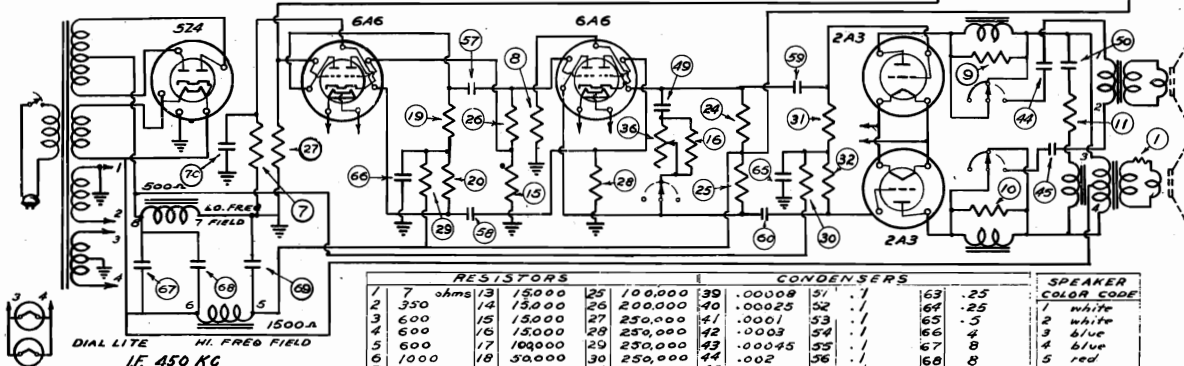 5Z4
6A6
6A6
2A3
57
8
49
59
9
50
19
26
36
16
24
31
44
11
1
2
27
7C
7
66
29
20
58
15
28
25
65
60
30
32
2A3
10
45
3
4
1
2
3
4
500Ω
LO. FREQ
8
7 FIELD
67
68
69
6
5
1500Ω
3 4
DIAL LITE
HI. FREQ FIELD
I.F. 450 KC
RESISTORS CONDENSERS
1 7 ohms 13 15,000 25 100,000 39 .00008 51 .1 63 .25
2 350 14 15,000 26 200,000 40 .00025 52 .1 64 .25
3 600 15 15,000 27 250,000 41 .0001 53 .1 65 .5
4 600 16 15,000 28 250,000 42 .0003 54 .1 66 4
5 600 17 100,000 29 250,000 43 .00045 55 .1 67 8
6 1000 18 50,000 30 250,000 44 .002 56 .1 68 8
SPEAKER
COLOR CODE
1 white
2 white
3 blue
4 blue
5 red